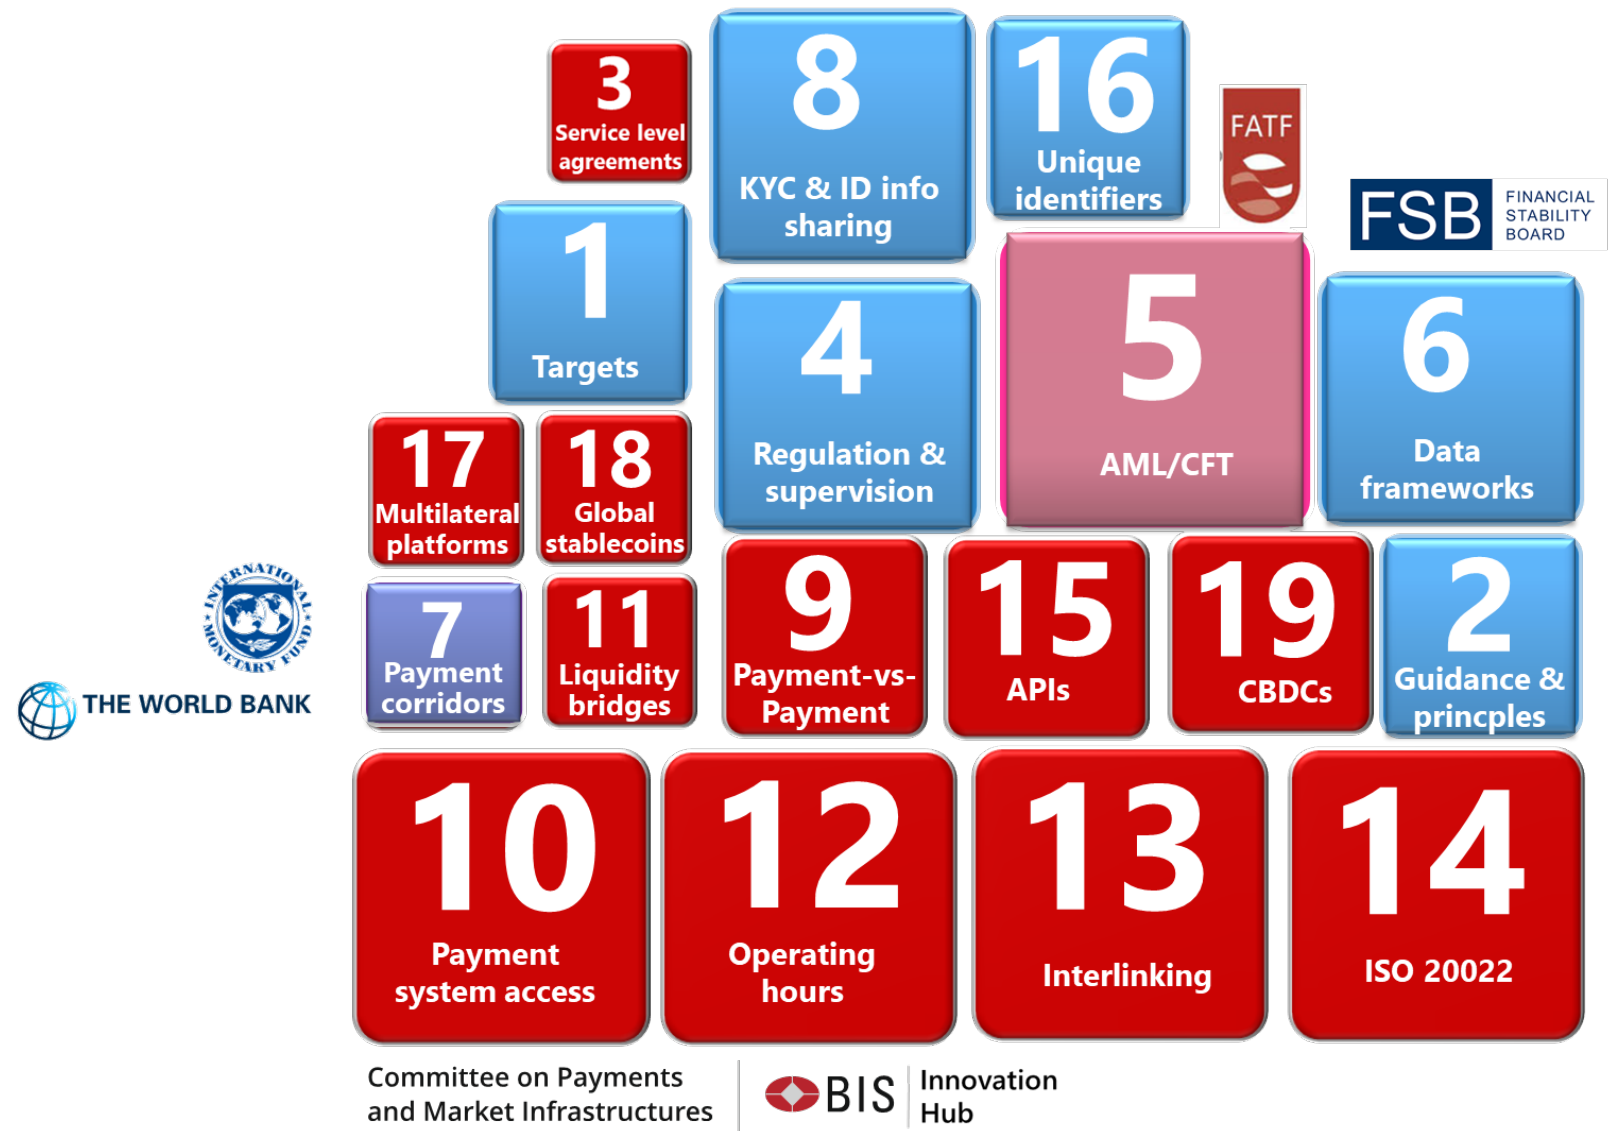 3
Service level
agreements
8
KYC & ID info
sharing
16
Unique
identifiers
FATF
FSB
FINANCIAL
STABILITY
BOARD
1
Targets
4
Regulation &
supervision
5
AML/CFT
6
Data
frameworks
17
Multilateral
platforms
18
Global
stablecoins
INTERNATIONAL
MONETARY FUND
THE WORLD BANK
7
Payment
corridors
11
Liquidity
bridges
9
Payment-vs-
Payment
15
APIs
19
CBDCs
2
Guidance &
princples
10
Payment
system access
12
Operating
hours
13
Interlinking
14
ISO 20022
Committee on Payments
and Market Infrastructures
BIS
Innovation
Hub